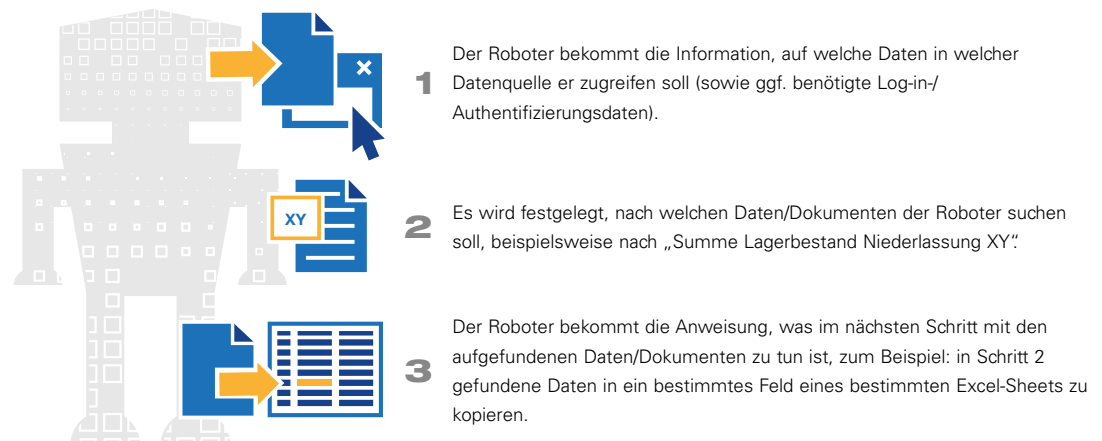 1
Der Roboter bekommt die Information, auf welche Daten in welcher
Datenquelle er zugreifen soll (sowie ggf. benötigte Log-in-/
Authentifizierungsdaten).
XY
2
Es wird festgelegt, nach welchen Daten/Dokumenten der Roboter suchen
soll, beispielsweise nach „Summe Lagerbestand Niederlassung XY“.
3
Der Roboter bekommt die Anweisung, was im nächsten Schritt mit den
aufgefundenen Daten/Dokumenten zu tun ist, zum Beispiel: in Schritt 2
gefundene Daten in ein bestimmtes Feld eines bestimmten Excel-Sheets zu
kopieren.